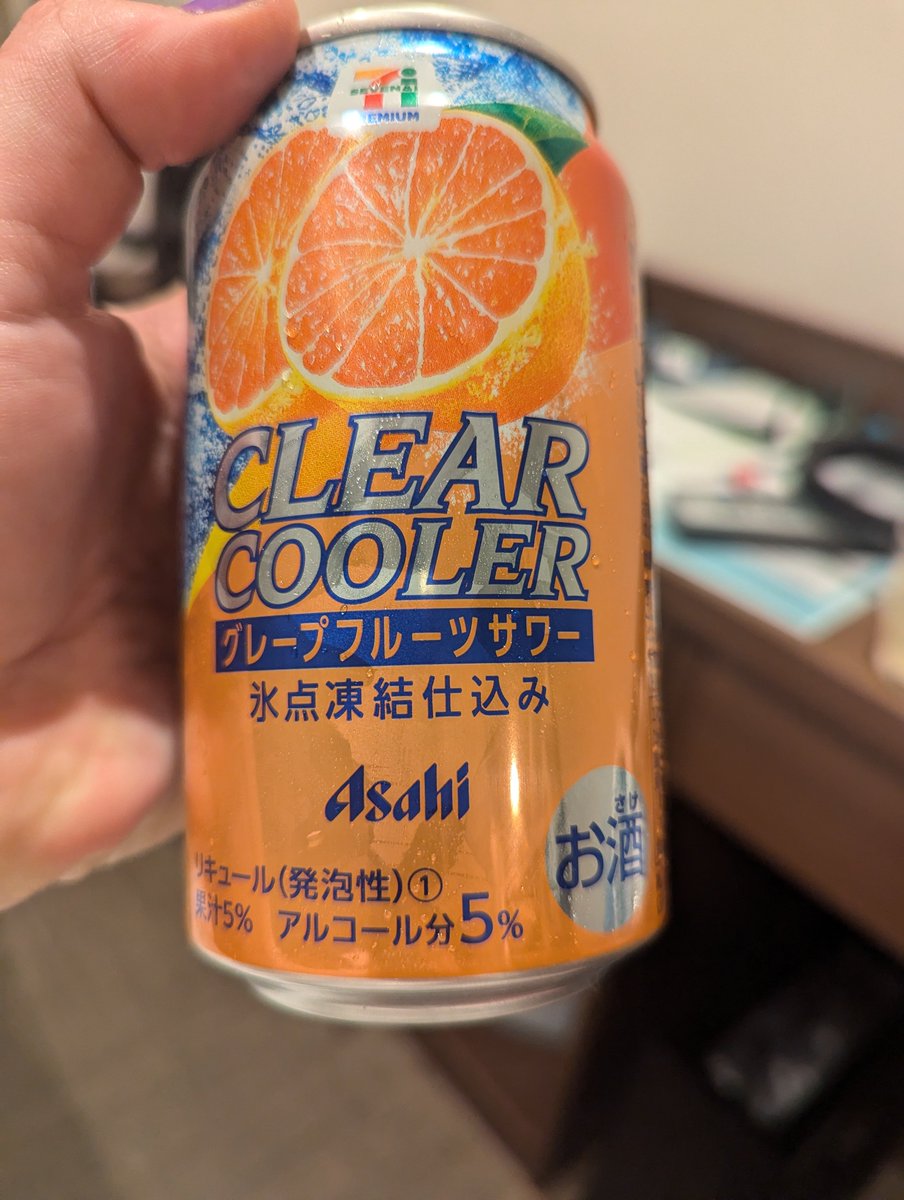 7i
PREMIUM
CLEAR
COOLER
グレープフルーツサワー
氷点凍結仕込み
Asahi
さけ
お酒
リキュール(発泡性)①
果汁5% アルコール分5%